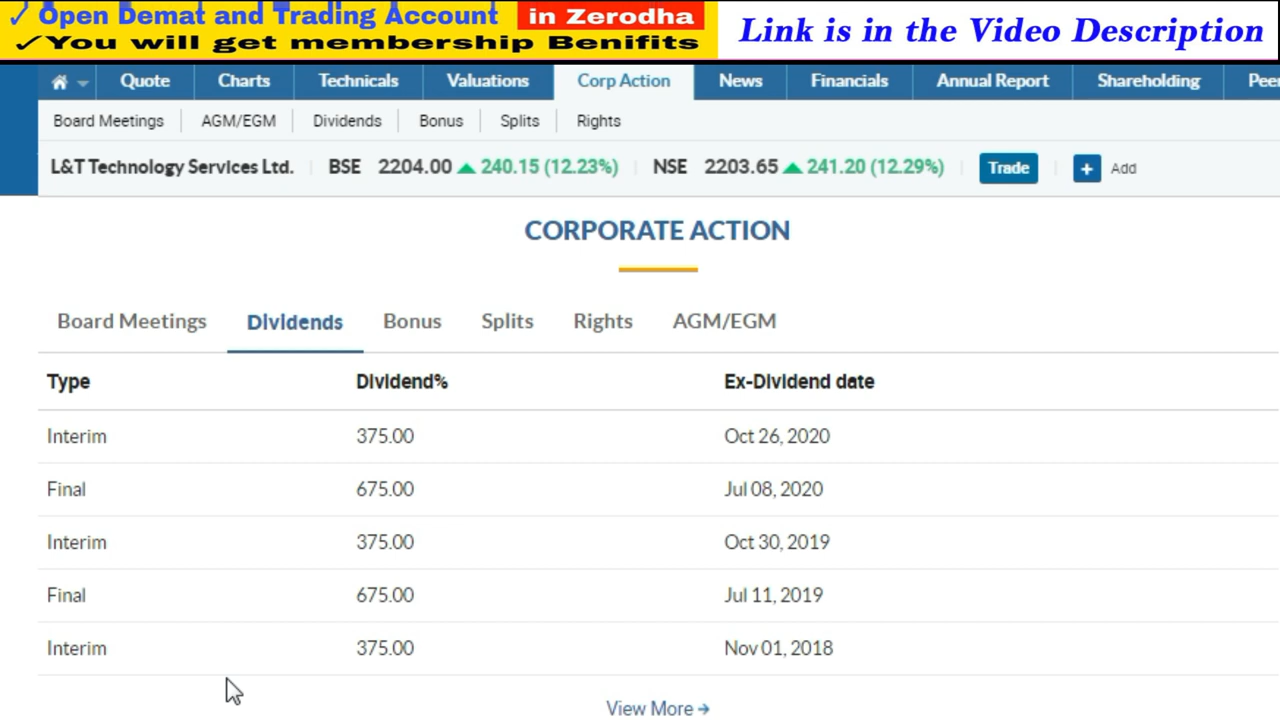 ✓ Open Demat and Trading Account in Zerodha
✓You will get membership Benifits
Link is in the Video Description
Quote Charts Technicals Valuations Corp Action News Financials Annual Report Shareholding Peer
Board Meetings AGM/EGM Dividends Bonus Splits Rights
L&T Technology Services Ltd. BSE 2204.00 240.15 (12.23%) NSE 2203.65 241.20 (12.29%) Trade + Add
CORPORATE ACTION
Board Meetings Dividends Bonus Splits Rights AGM/EGM
Type Dividend% Ex-Dividend date
Interim 375.00 Oct 26, 2020
Final 675.00 Jul 08, 2020
Interim 375.00 Oct 30, 2019
Final 675.00 Jul 11, 2019
Interim 375.00 Nov 01, 2018
View More →